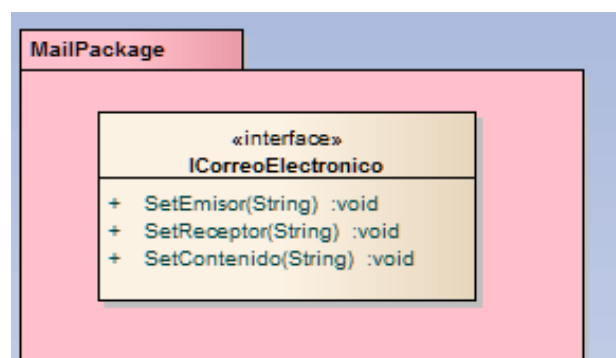 MailPackage
«interface»
ICorreoElectronico
+ SetEmisor(String) :void
+ SetReceptor(String) :void
+ SetContenido(String) :void